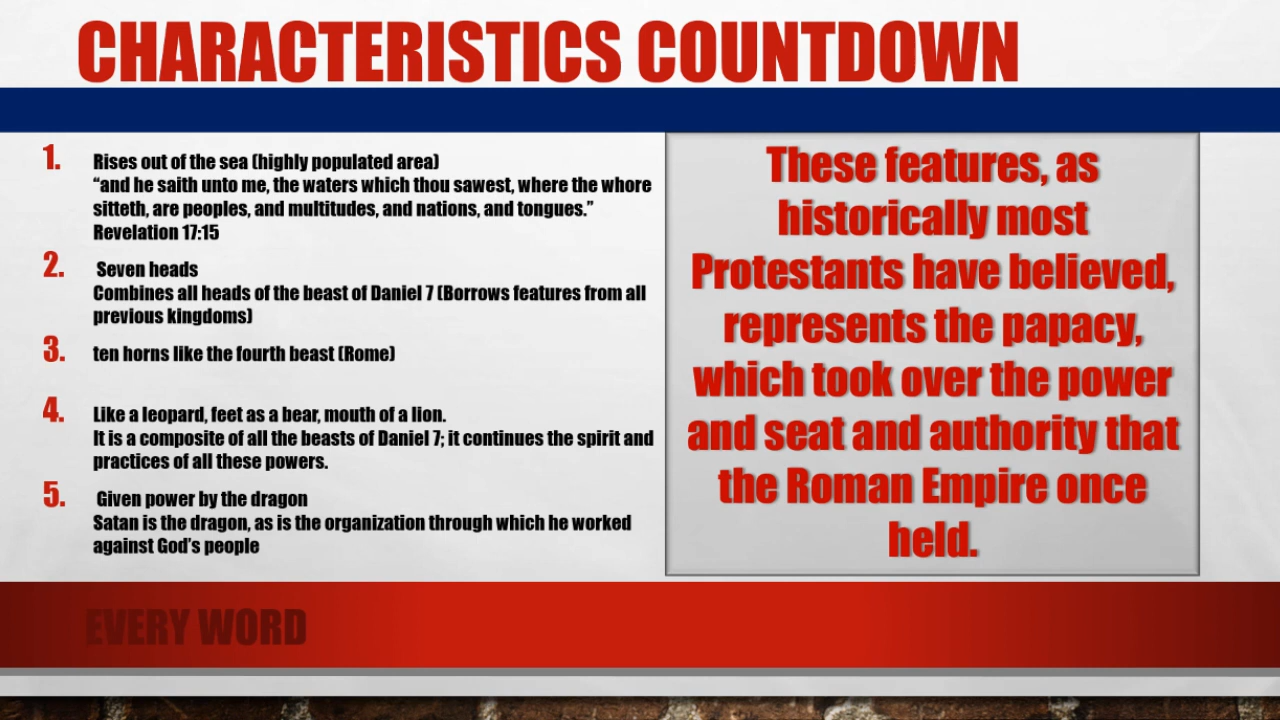 CHARACTERISTICS COUNTDOWN
1. Rises out of the sea (highly populated area)
“and he saith unto me, the waters which thou sawest, where the whore
sitteth, are peoples, and multitudes, and nations, and tongues.”
Revelation 17:15
2. Seven heads
Combines all heads of the beast of Daniel 7 (Borrows features from all
previous kingdoms)
3. ten horns like the fourth beast (Rome)
4. Like a leopard, feet as a bear, mouth of a lion.
It is a composite of all the beasts of Daniel 7; it continues the spirit and
practices of all these powers.
5. Given power by the dragon
Satan is the dragon, as is the organization through which he worked
against God’s people
These features, as
historically most
Protestants have believed,
represents the papacy,
which took over the power
and seat and authority that
the Roman Empire once
held.
EVERY WORD